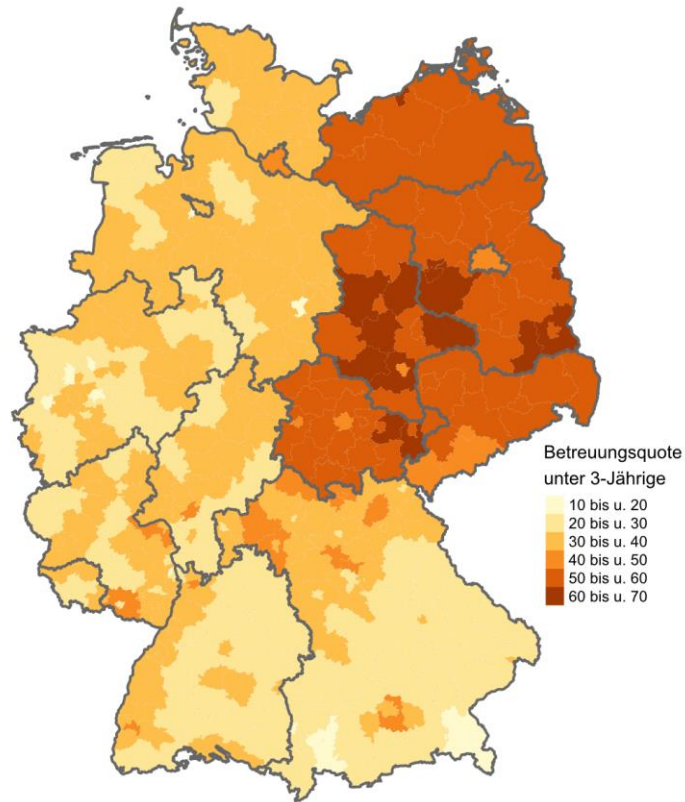 Betreuungsquote
unter 3-Jährige
10 bis u. 20
20 bis u. 30
30 bis u. 40
40 bis u. 50
50 bis u. 60
60 bis u. 70